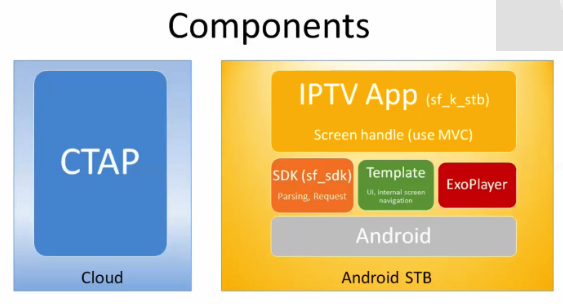 Components
CTAP
Cloud
IPTV App (sf_k_stb)
Screen handle (use MVC)
SDK (sf_sdk)
Parsing, Request
Template
UI, Internal screen
navigation
ExoPlayer
Android
Android STB